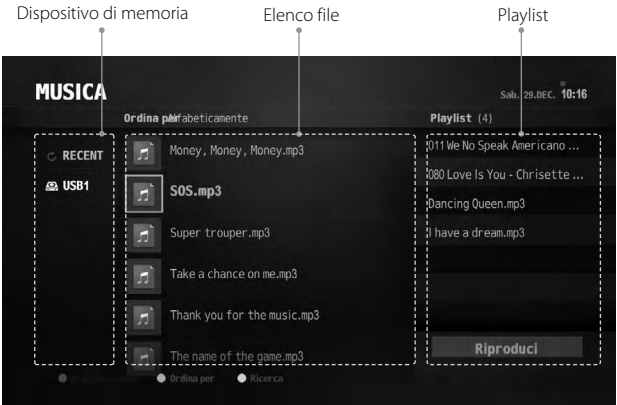 Dispositivo di memoria
Elenco file
Playlist
MUSICA
Sab. 29.DEC. 10:16
Ordina per Alfabeticamente
Playlist (4)
RECENT
USB1
Money, Money, Money.mp3
SOS.mp3
Super trouper.mp3
Take a chance on me.mp3
Thank you for the music.mp3
The name of the game.mp3
011 We No Speak Americano ...
080 Love Is You - Chrisette ...
Dancing Queen.mp3
I have a dream.mp3
Riproduci
Ordina per
Ricerca